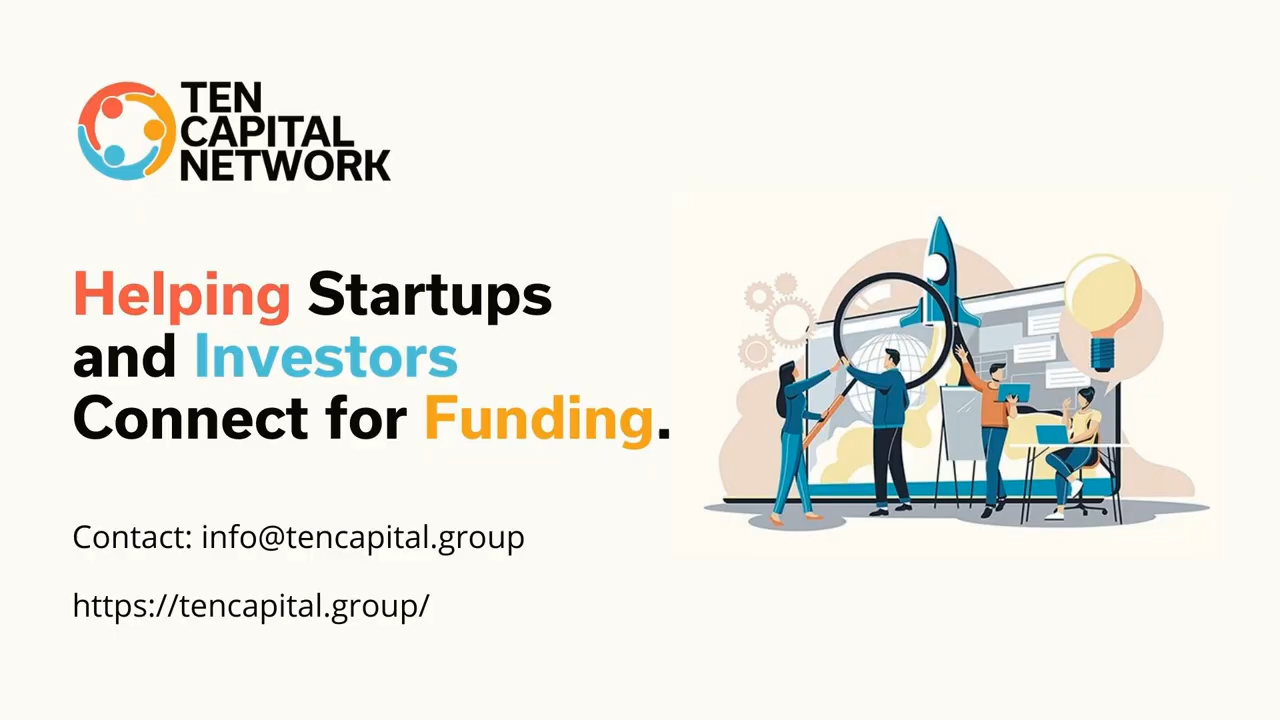 TEN
CAPITAL
NETWORK
Helping Startups
and Investors
Connect for Funding.
Contact: info@tencapital.group
https://tencapital.group/